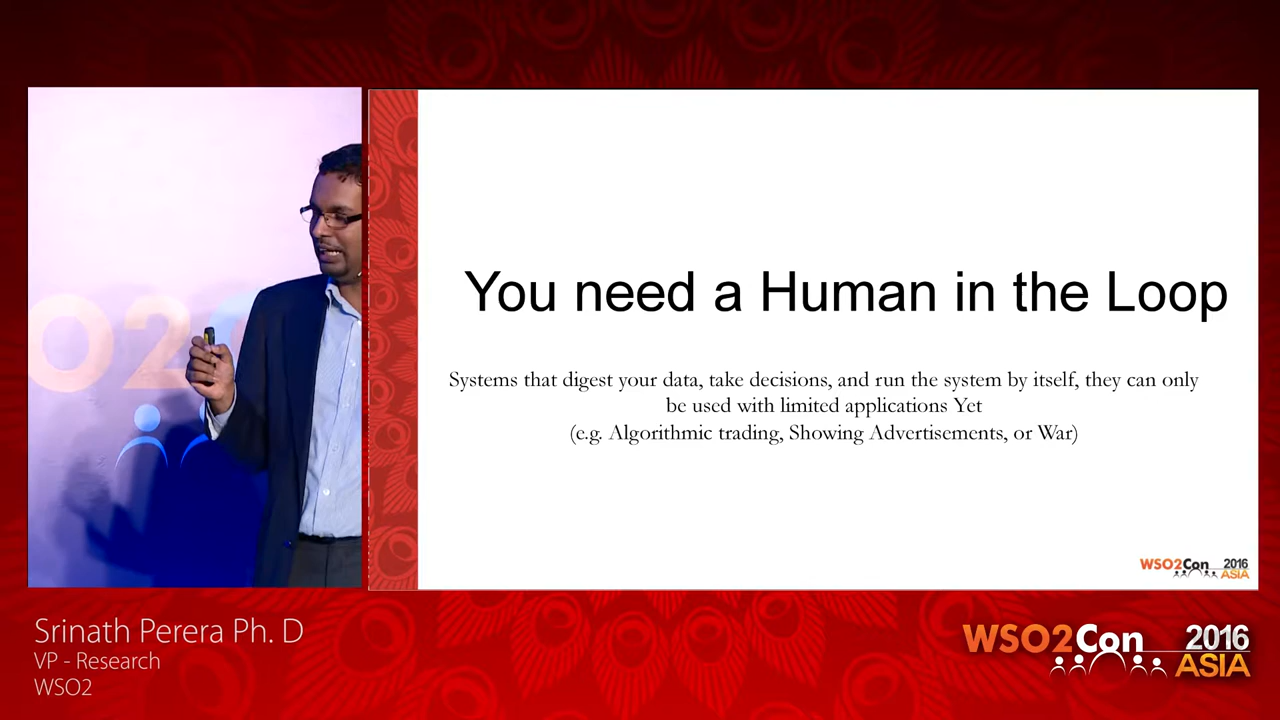 You need a Human in the Loop
Systems that digest your data, take decisions, and run the system by itself, they can only
be used with limited applications Yet
(e.g. Algorithmic trading, Showing Advertisements, or War)
WSO2Con 2016
ASIA
O2
Srinath Perera Ph. D
VP - Research
WSO2
WSO2Con 2016
ASIA